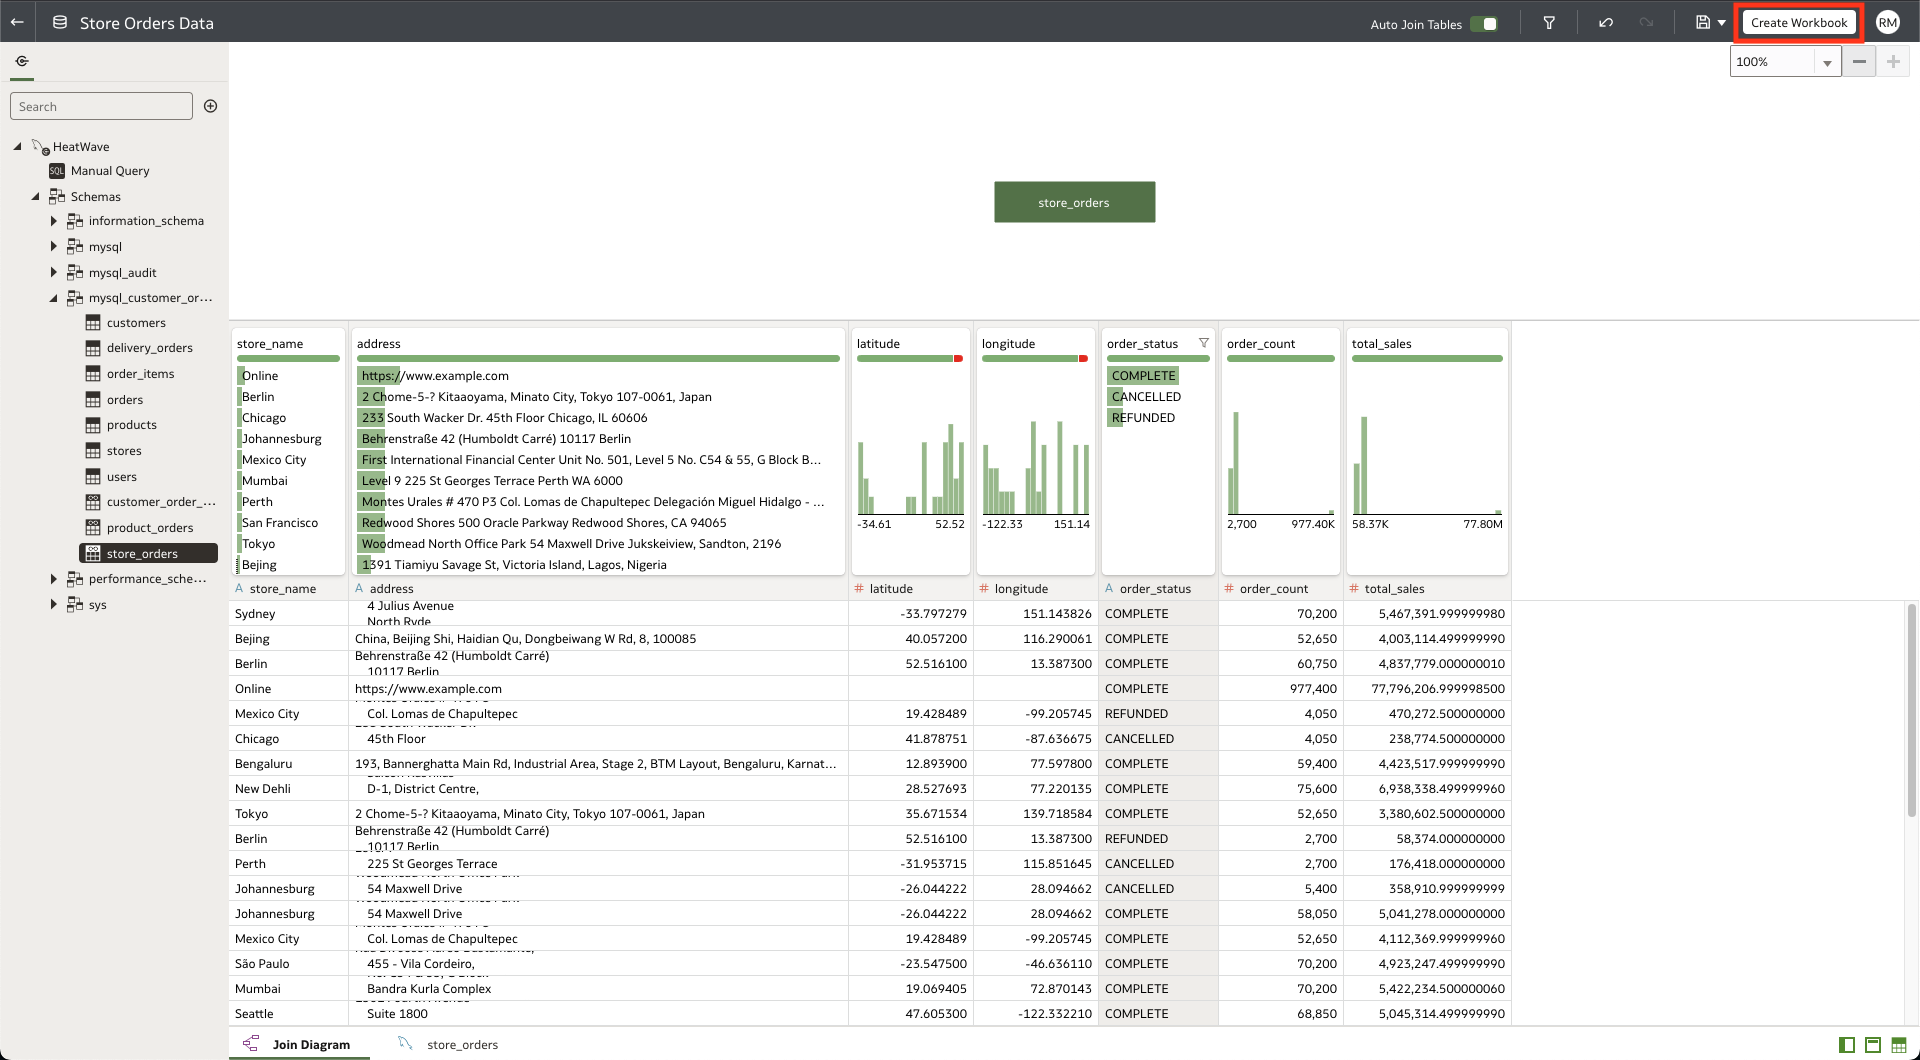 Store Orders Data
Auto Join Tables
Create Workbook
RM
100%
Search
HeatWave
SQL Manual Query
Schemas
information_schema
mysql
mysql_audit
mysql_customer_or...
customers
delivery_orders
order_items
orders
products
stores
users
customer_order_...
product_orders
store_orders
performance_sche...
sys
store_orders
store_name
Online
Berlin
Chicago
Johannesburg
Mexico City
Mumbai
Perth
San Francisco
Tokyo
Bejing
address
https://www.example.com
2 Chome-5-? Kitaaoyama, Minato City, Tokyo 107-0061, Japan
233 South Wacker Dr. 45th Floor Chicago, IL 60606
Behrenstraße 42 (Humboldt Carré) 10117 Berlin
First International Financial Center Unit No. 501, Level 5 No. C54 & 55, G Block B...
Level 9 225 St Georges Terrace Perth WA 6000
Montes Urales # 470 P3 Col. Lomas de Chapultepec Delegación Miguel Hidalgo - ...
Redwood Shores 500 Oracle Parkway Redwood Shores, CA 94065
Woodmead North Office Park 54 Maxwell Drive Jukskeiview, Sandton, 2196
1391 Tiamiyu Savage St, Victoria Island, Lagos, Nigeria
latitude
-34.61 52.52
longitude
-122.33 151.14
order_status
COMPLETE
CANCELLED
REFUNDED
order_count
2,700 977.40K
total_sales
58.37K 77.80M
A store_name A address # latitude # longitude A order_status # order_count # total_sales
Sydney 4 Julius Avenue North Ryde -33.797279 151.143826 COMPLETE 70,200 5,467,391.999999980
Bejing China, Beijing Shi, Haidian Qu, Dongbeiwang W Rd, 8, 100085 40.057200 116.290061 COMPLETE 52,650 4,003,114.499999990
Berlin Behrenstraße 42 (Humboldt Carré) 10117 Berlin 52.516100 13.387300 COMPLETE 60,750 4,837,779.000000010
Online https://www.example.com COMPLETE 977,400 77,796,206.999998500
Mexico City Col. Lomas de Chapultepec 19.428489 -99.205745 REFUNDED 4,050 470,272.500000000
Chicago 45th Floor 41.878751 -87.636675 CANCELLED 4,050 238,774.500000000
Bengaluru 193, Bannerghatta Main Rd, Industrial Area, Stage 2, BTM Layout, Bengaluru, Karnat... 12.893900 77.597800 COMPLETE 59,400 4,423,517.999999990
New Dehli D-1, District Centre, 28.527693 77.220135 COMPLETE 75,600 6,938,338.499999960
Tokyo 2 Chome-5-? Kitaaoyama, Minato City, Tokyo 107-0061, Japan 35.671534 139.718584 COMPLETE 52,650 3,380,602.500000000
Berlin Behrenstraße 42 (Humboldt Carré) 10117 Berlin 52.516100 13.387300 REFUNDED 2,700 58,374.000000000
Perth 225 St Georges Terrace -31.953715 115.851645 CANCELLED 2,700 176,418.000000000
Johannesburg 54 Maxwell Drive -26.044222 28.094662 CANCELLED 5,400 358,910.999999999
Johannesburg 54 Maxwell Drive -26.044222 28.094662 COMPLETE 58,050 5,041,278.000000000
Mexico City Col. Lomas de Chapultepec 19.428489 -99.205745 COMPLETE 52,650 4,112,369.999999960
São Paulo 455 - Vila Cordeiro, -23.547500 -46.636110 COMPLETE 70,200 4,923,247.499999990
Mumbai Bandra Kurla Complex 19.069405 72.870143 COMPLETE 70,200 5,422,234.500000060
Seattle Suite 1800 47.605300 -122.332210 COMPLETE 68,850 5,045,314.499999990
Join Diagram store_orders